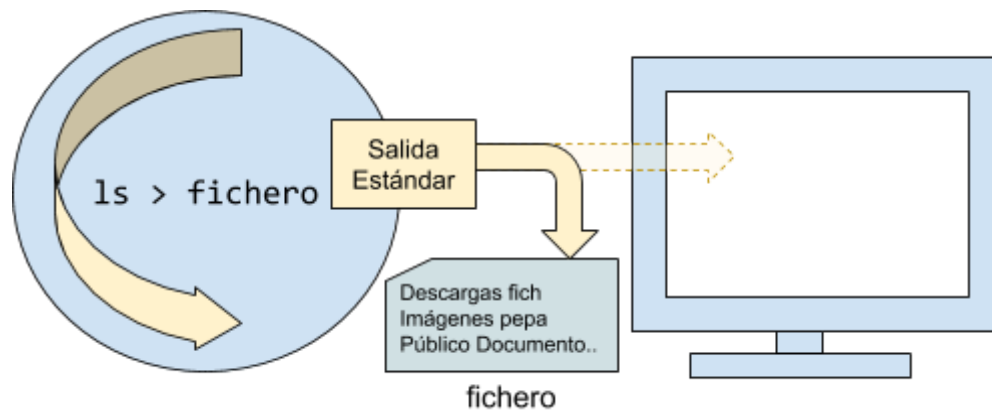 ls > fichero
Salida
Estándar
Descargas fich
Imágenes pepa
Público Documento..
fichero